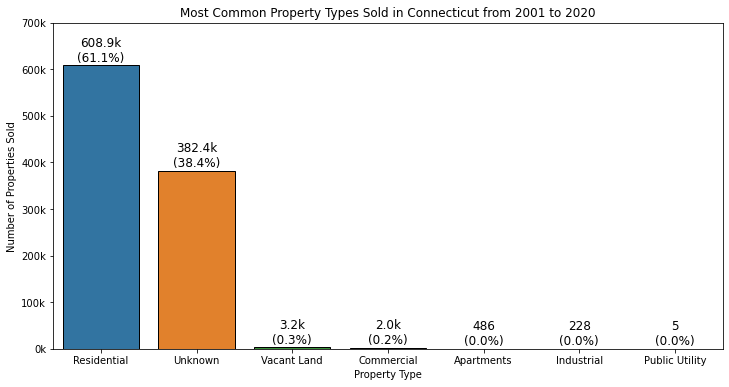 Most Common Property Types Sold in Connecticut from 2001 to 2020
Number of Properties Sold
700k
600k
500k
400k
300k
200k
100k
0k
608.9k
(61.1%)
382.4k
(38.4%)
3.2k
(0.3%)
2.0k
(0.2%)
486
(0.0%)
228
(0.0%)
5
(0.0%)
Residential
Unknown
Vacant Land
Commercial
Apartments
Industrial
Public Utility
Property Type